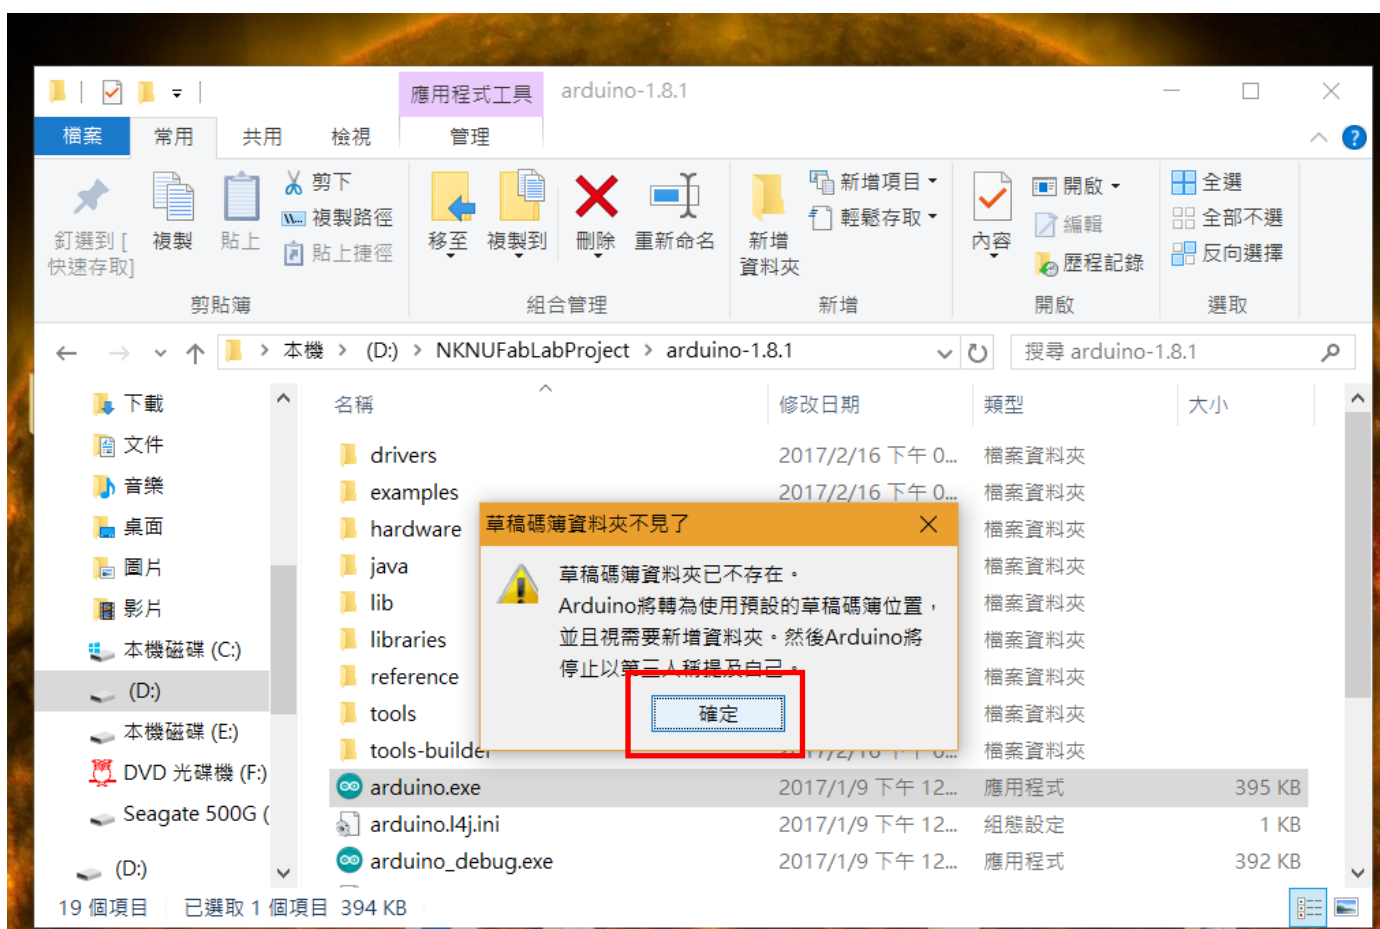 應用程式工具 arduino-1.8.1
檔案 常用 共用 檢視 管理
釘選到 [
快速存取]
複製
貼上
剪下
複製路徑
貼上捷徑
移至 複製到 刪除 重新命名
新增
資料夾
新增項目
輕鬆存取
內容
開啟
編輯
歷程記錄
全選
全部不選
反向選擇
剪貼簿 組合管理 新增 開啟 選取
本機 > (D:) > NKNUFabLabProject > arduino-1.8.1
搜尋 arduino-1.8.1
下載
文件
音樂
桌面
圖片
影片
本機磁碟 (C:)
(D:)
本機磁碟 (E:)
DVD 光碟機 (F:)
Seagate 500G (
(D:)
名稱 修改日期 類型 大小
drivers 2017/2/16 下午 0... 檔案資料夾
examples 2017/2/16 下午 0... 檔案資料夾
hardware 檔案資料夾
java 檔案資料夾
lib 檔案資料夾
libraries 檔案資料夾
reference 檔案資料夾
tools 檔案資料夾
tools-builder 2017/2/16 下午 0... 檔案資料夾
arduino.exe 2017/1/9 下午 12... 應用程式 395 KB
arduino.l4j.ini 2017/1/9 下午 12... 組態設定 1 KB
arduino_debug.exe 2017/1/9 下午 12... 應用程式 392 KB
草稿碼簿資料夾不見了
草稿碼簿資料夾已不存在。
Arduino將轉為使用預設的草稿碼簿位置，
並且視需要新增資料夾。然後Arduino將
停止以第三人稱提及自己。
確定
19 個項目 已選取 1 個項目 394 KB